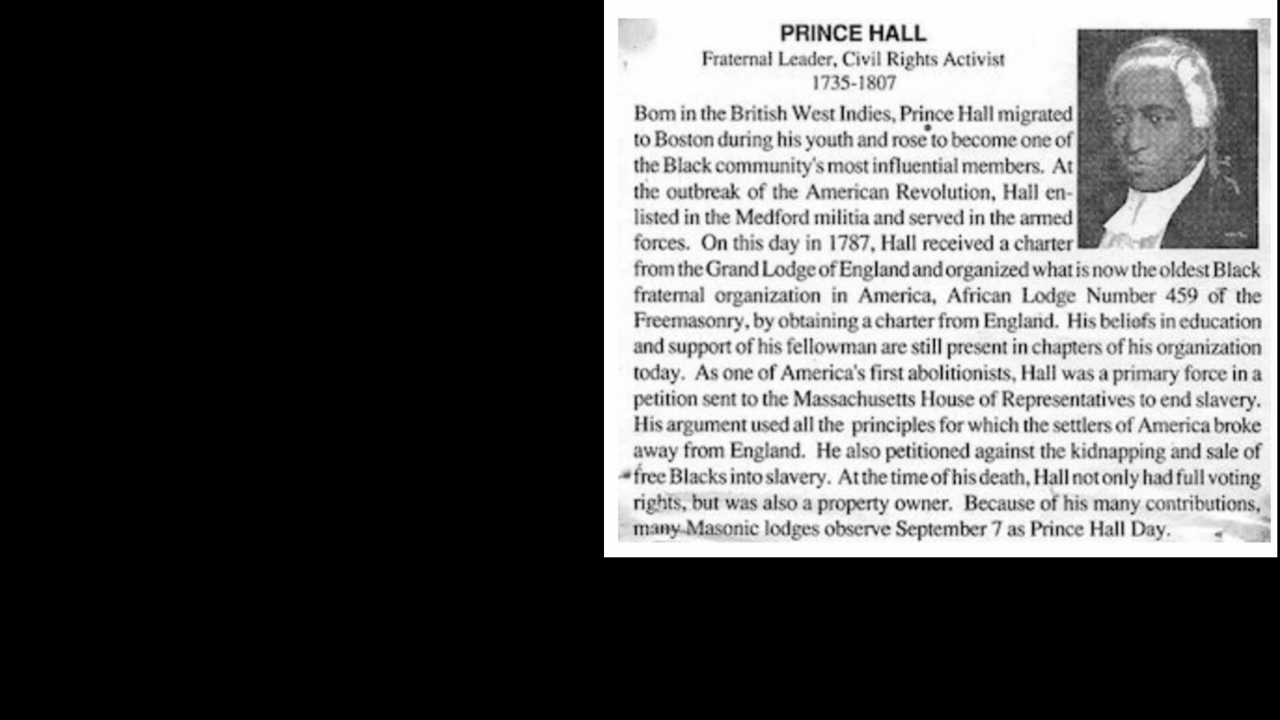 PRINCE HALL
Fraternal Leader, Civil Rights Activist
1735-1807
Born in the British West Indies, Prince Hall migrated
to Boston during his youth and rose to become one of
the Black community's most influential members. At
the outbreak of the American Revolution, Hall en-
listed in the Medford militia and served in the armed
forces. On this day in 1787, Hall received a charter
from the Grand Lodge of England and organized what is now the oldest Black
fraternal organization in America, African Lodge Number 459 of the
Freemasonry, by obtaining a charter from England. His beliefs in education
and support of his fellowman are still present in chapters of his organization
today. As one of America's first abolitionists, Hall was a primary force in a
petition sent to the Massachusetts House of Representatives to end slavery.
His argument used all the principles for which the settlers of America broke
away from England. He also petitioned against the kidnapping and sale of
free Blacks into slavery. At the time of his death, Hall not only had full voting
rights, but was also a property owner. Because of his many contributions,
many Masonic lodges observe September 7 as Prince Hall Day.